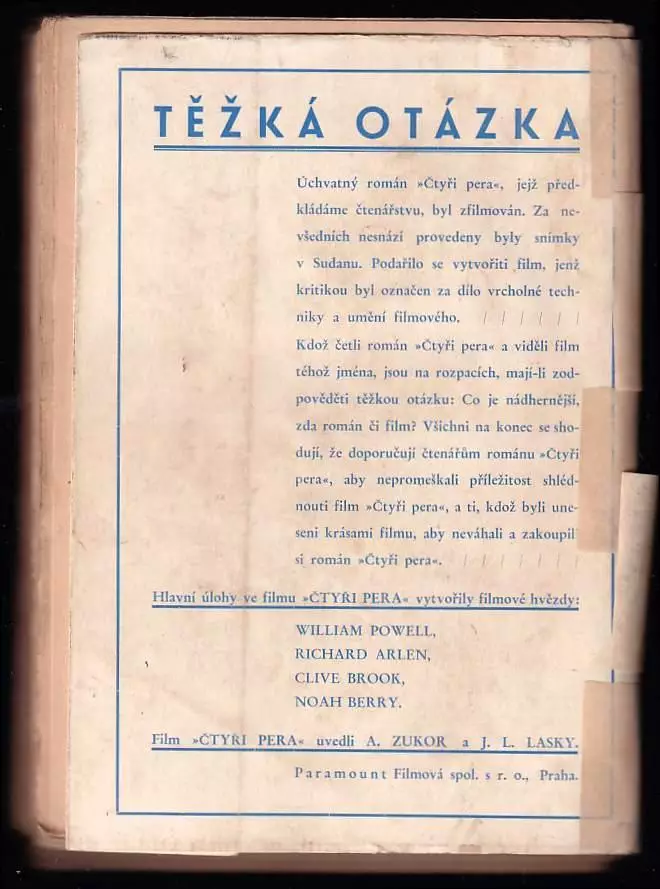 TĚŽKÁ OTÁZKA
Úchvatný román »Čtyři pera«, jejž před-
kládáme čtenářstvu, byl zfilmován. Za ne-
všedních nesnází provedeny byly snímky
v Sudanu. Podařilo se vytvořiti film, jenž
kritikou byl označen za dílo vrcholné tech-
niky a umění filmového. / / / / / /
Kdož četli román »Čtyři pera« a viděli film
téhož jména, jsou na rozpacích, mají-li zod-
pověděti těžkou otázku: Co je nádhernější,
zda román či film? Všichni na konec se sho-
dují, že doporučují čtenářům románu »Čtyři
pera«, aby nepromeškali příležitost shléd-
nouti film »Čtyři pera«, a ti, kdož byli une-
seni krásami filmu, aby neváhali a zakoupil
si román »Čtyři pera«. / / / / / / /
Hlavní úlohy ve filmu »ČTYŘI PERA« vytvořily filmové hvězdy:
WILLIAM POWELL,
RICHARD ARLEN,
CLIVE BROOK,
NOAH BERRY.
Film »ČTYŘI PERA« uvedli A. ZUKOR a J. L. LASKY.
Paramount Filmová spol. s r. o., Praha.